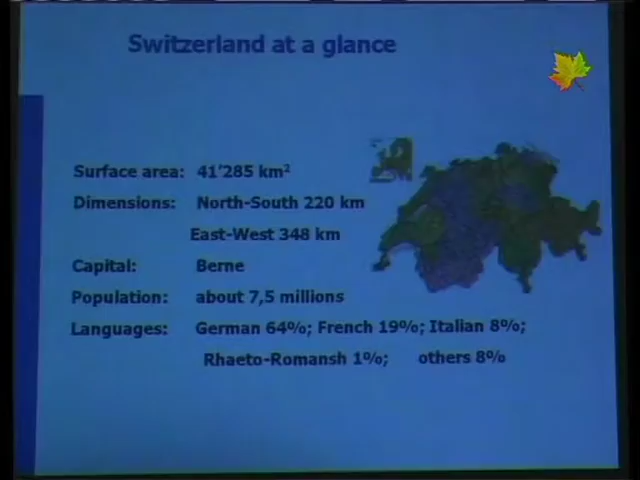 Switzerland at a glance
Surface area: 41'285 km²
Dimensions: North-South 220 km
East-West 348 km
Capital: Berne
Population: about 7,5 millions
Languages: German 64%; French 19%; Italian 8%;
Rhaeto-Romansh 1%; others 8%